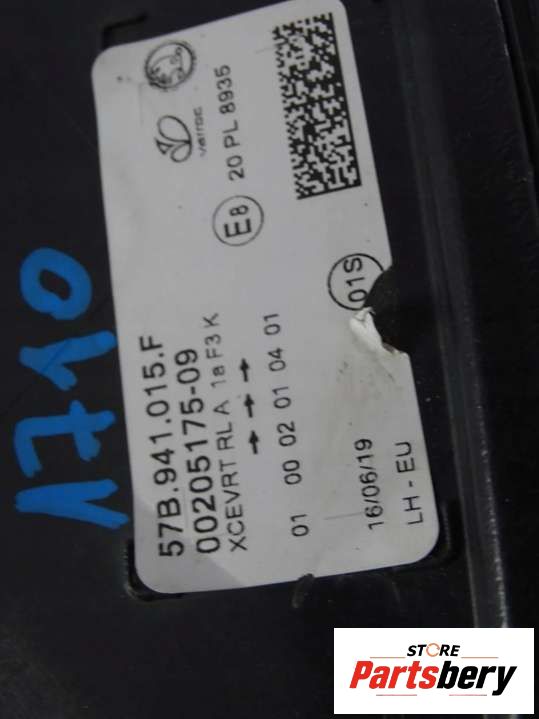 varroc
E8 20 PL 8935
57B.941.015.F
00205175-09
XCEVRT RL A 1a F3 K
→ → →
01 00 02 01 04 01
01S
16/06/19
LH - EU
1710
STORE
Partsbery